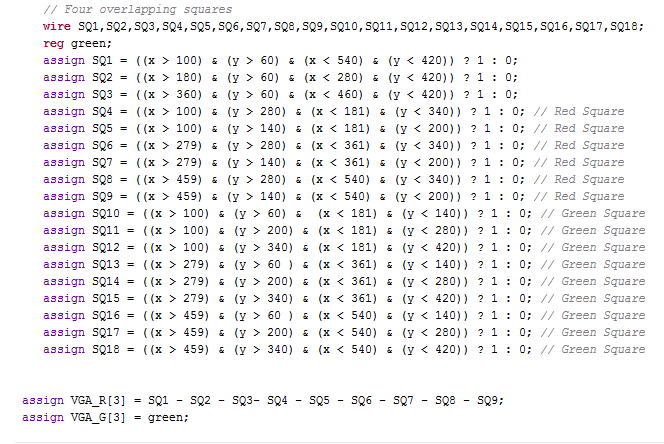 // Four overlapping squares
wire SQ1,SQ2,SQ3,SQ4,SQ5,SQ6,SQ7,SQ8,SQ9,SQ10,SQ11,SQ12,SQ13,SQ14,SQ15,SQ16,SQ17,SQ18;
reg green;
assign SQ1 = ((x > 100) & (y > 60) & (x < 540) & (y < 420)) ? 1 : 0;
assign SQ2 = ((x > 180) & (y > 60) & (x < 280) & (y < 420)) ? 1 : 0;
assign SQ3 = ((x > 360) & (y > 60) & (x < 460) & (y < 420)) ? 1 : 0;
assign SQ4 = ((x > 100) & (y > 280) & (x < 181) & (y < 340)) ? 1 : 0; // Red Square
assign SQ5 = ((x > 100) & (y > 140) & (x < 181) & (y < 200)) ? 1 : 0; // Red Square
assign SQ6 = ((x > 279) & (y > 280) & (x < 361) & (y < 340)) ? 1 : 0; // Red Square
assign SQ7 = ((x > 279) & (y > 140) & (x < 361) & (y < 200)) ? 1 : 0; // Red Square
assign SQ8 = ((x > 459) & (y > 280) & (x < 540) & (y < 340)) ? 1 : 0; // Red Square
assign SQ9 = ((x > 459) & (y > 140) & (x < 540) & (y < 200)) ? 1 : 0; // Red Square
assign SQ10 = ((x > 100) & (y > 60) &  (x < 181) & (y < 140)) ? 1 : 0; // Green Square
assign SQ11 = ((x > 100) & (y > 200) & (x < 181) & (y < 280)) ? 1 : 0; // Green Square
assign SQ12 = ((x > 100) & (y > 340) & (x < 181) & (y < 420)) ? 1 : 0; // Green Square
assign SQ13 = ((x > 279) & (y > 60 ) & (x < 361) & (y < 140)) ? 1 : 0; // Green Square
assign SQ14 = ((x > 279) & (y > 200) & (x < 361) & (y < 280)) ? 1 : 0; // Green Square
assign SQ15 = ((x > 279) & (y > 340) & (x < 361) & (y < 420)) ? 1 : 0; // Green Square
assign SQ16 = ((x > 459) & (y > 60 ) & (x < 540) & (y < 140)) ? 1 : 0; // Green Square
assign SQ17 = ((x > 459) & (y > 200) & (x < 540) & (y < 280)) ? 1 : 0; // Green Square
assign SQ18 = ((x > 459) & (y > 340) & (x < 540) & (y < 420)) ? 1 : 0; // Green Square
assign VGA_R[3] = SQ1 - SQ2 - SQ3- SQ4 - SQ5 - SQ6 - SQ7 - SQ8 - SQ9;
assign VGA_G[3] = green;